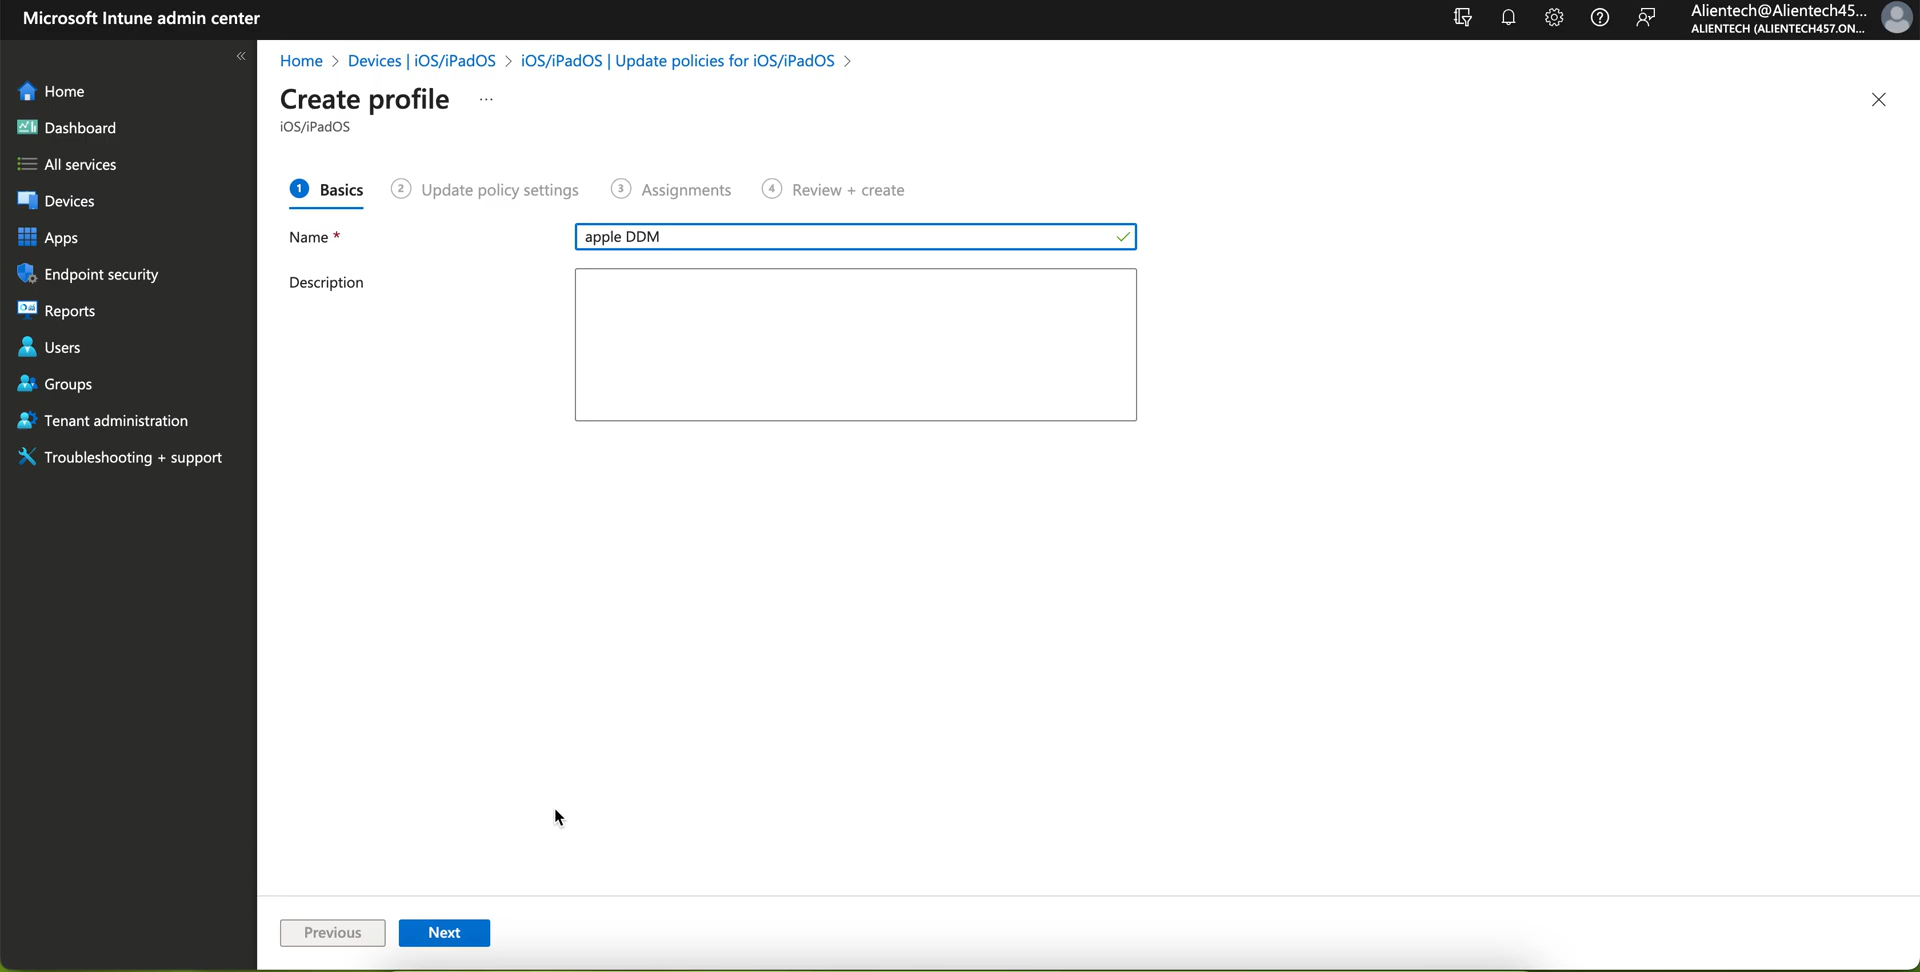 Microsoft Intune admin center
Alientech@Alientech45...
ALIENTECH (ALIENTECH457.ON...
Home
Dashboard
All services
Devices
Apps
Endpoint security
Reports
Users
Groups
Tenant administration
Troubleshooting + support
Home > Devices | iOS/iPadOS > iOS/iPadOS | Update policies for iOS/iPadOS >
Create profile ...
iOS/iPadOS
1 Basics 2 Update policy settings 3 Assignments 4 Review + create
Name * apple DDM
Description
Previous Next